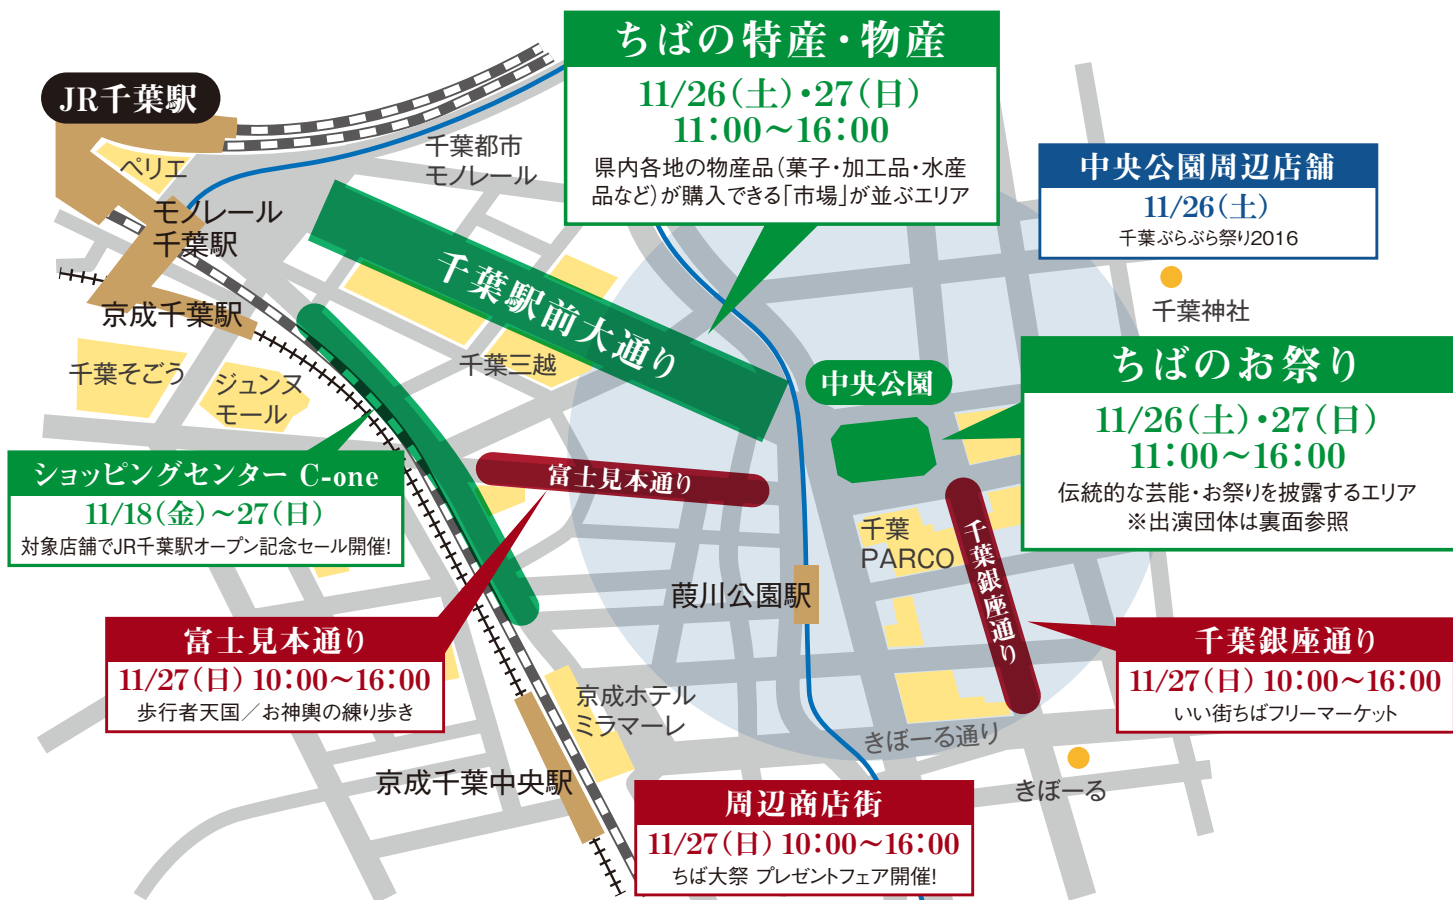 ちばの特産・物産
11/26(土)・27(日)
11:00〜16:00
県内各地の物産品(菓子・加工品・水産
品など)が購入できる「市場」が並ぶエリア
JR千葉駅
ペリエ
千葉都市
モノレール
モノレール
千葉駅
京成千葉駅
千葉駅前大通り
中央公園周辺店舗
11/26(土)
千葉ぶらぶら祭り2016
千葉神社
千葉そごう
ジュンヌ
モール
千葉三越
中央公園
ちばのお祭り
11/26(土)・27(日)
11:00〜16:00
伝統的な芸能・お祭りを披露するエリア
※出演団体は裏面参照
ショッピングセンター C-one
11/18(金)〜27(日)
対象店舗でJR千葉駅オープン記念セール開催!
富士見本通り
千葉
PARCO
千葉銀座通り
葭川公園駅
富士見本通り
11/27(日) 10:00〜16:00
歩行者天国/お神輿の練り歩き
千葉銀座通り
11/27(日) 10:00〜16:00
いい街ちばフリーマーケット
京成ホテル
ミラマーレ
きぼーる通り
京成千葉中央駅
きぼーる
周辺商店街
11/27(日) 10:00〜16:00
ちば大祭 プレゼントフェア開催!